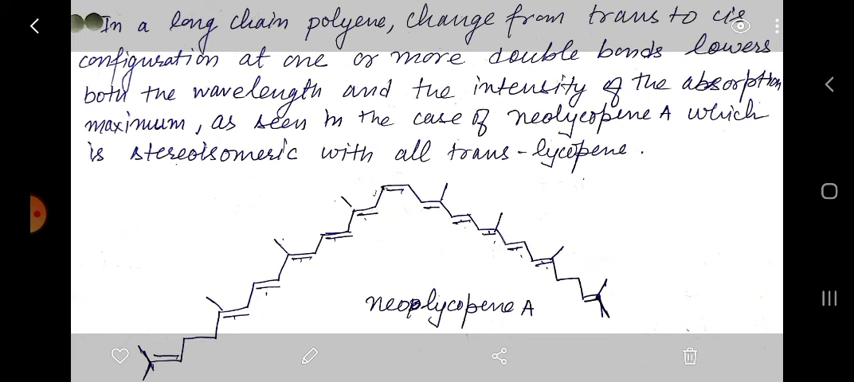 In a long chain polyene, change from trans to cis
configuration at one or more double bonds lowers
both the wavelength and the intensity of the absorption
maximum, as seen in the case of neolycopene A which
is stereoisomeric with all trans-lycopene.
neolycopene A